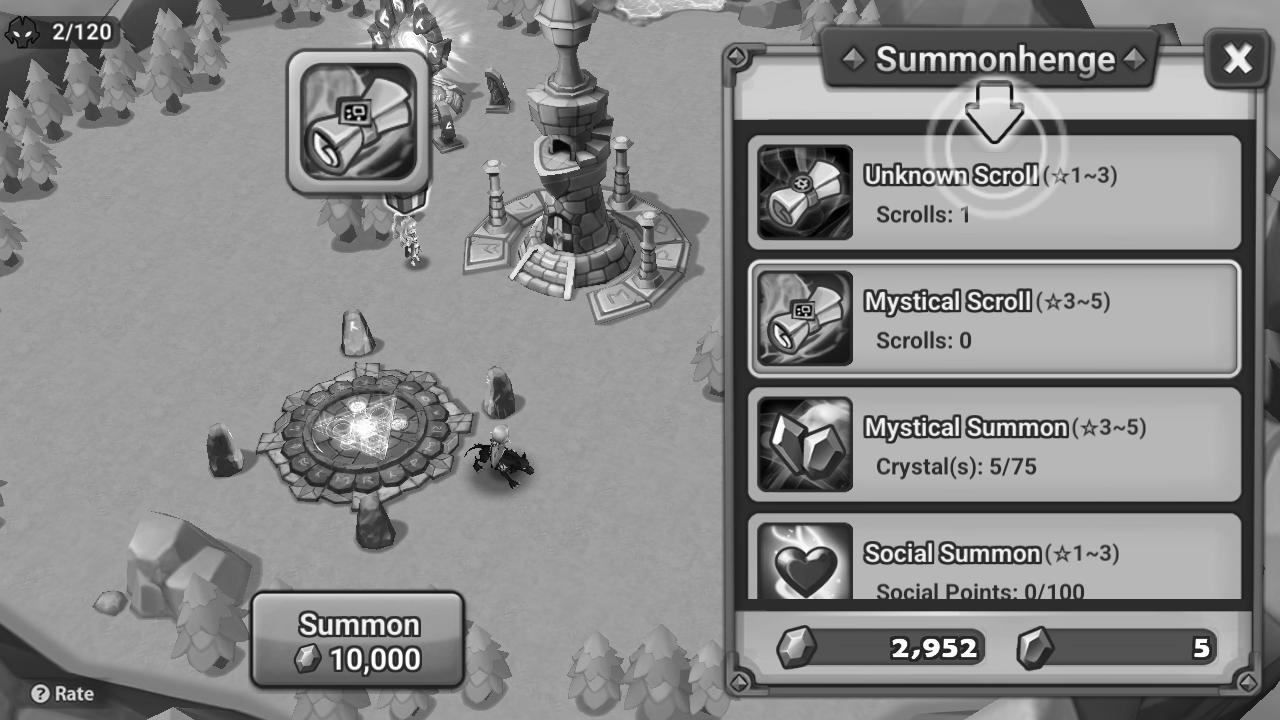 2/120
Summonhenge
Unknown Scroll (☆1~3)
Scrolls: 1
Mystical Scroll (☆3~5)
Scrolls: 0
Mystical Summon (☆3~5)
Crystal(s): 5/75
Social Summon (☆1~3)
Social Points: 0/100
Summon
10,000
2,952
5
? Rate